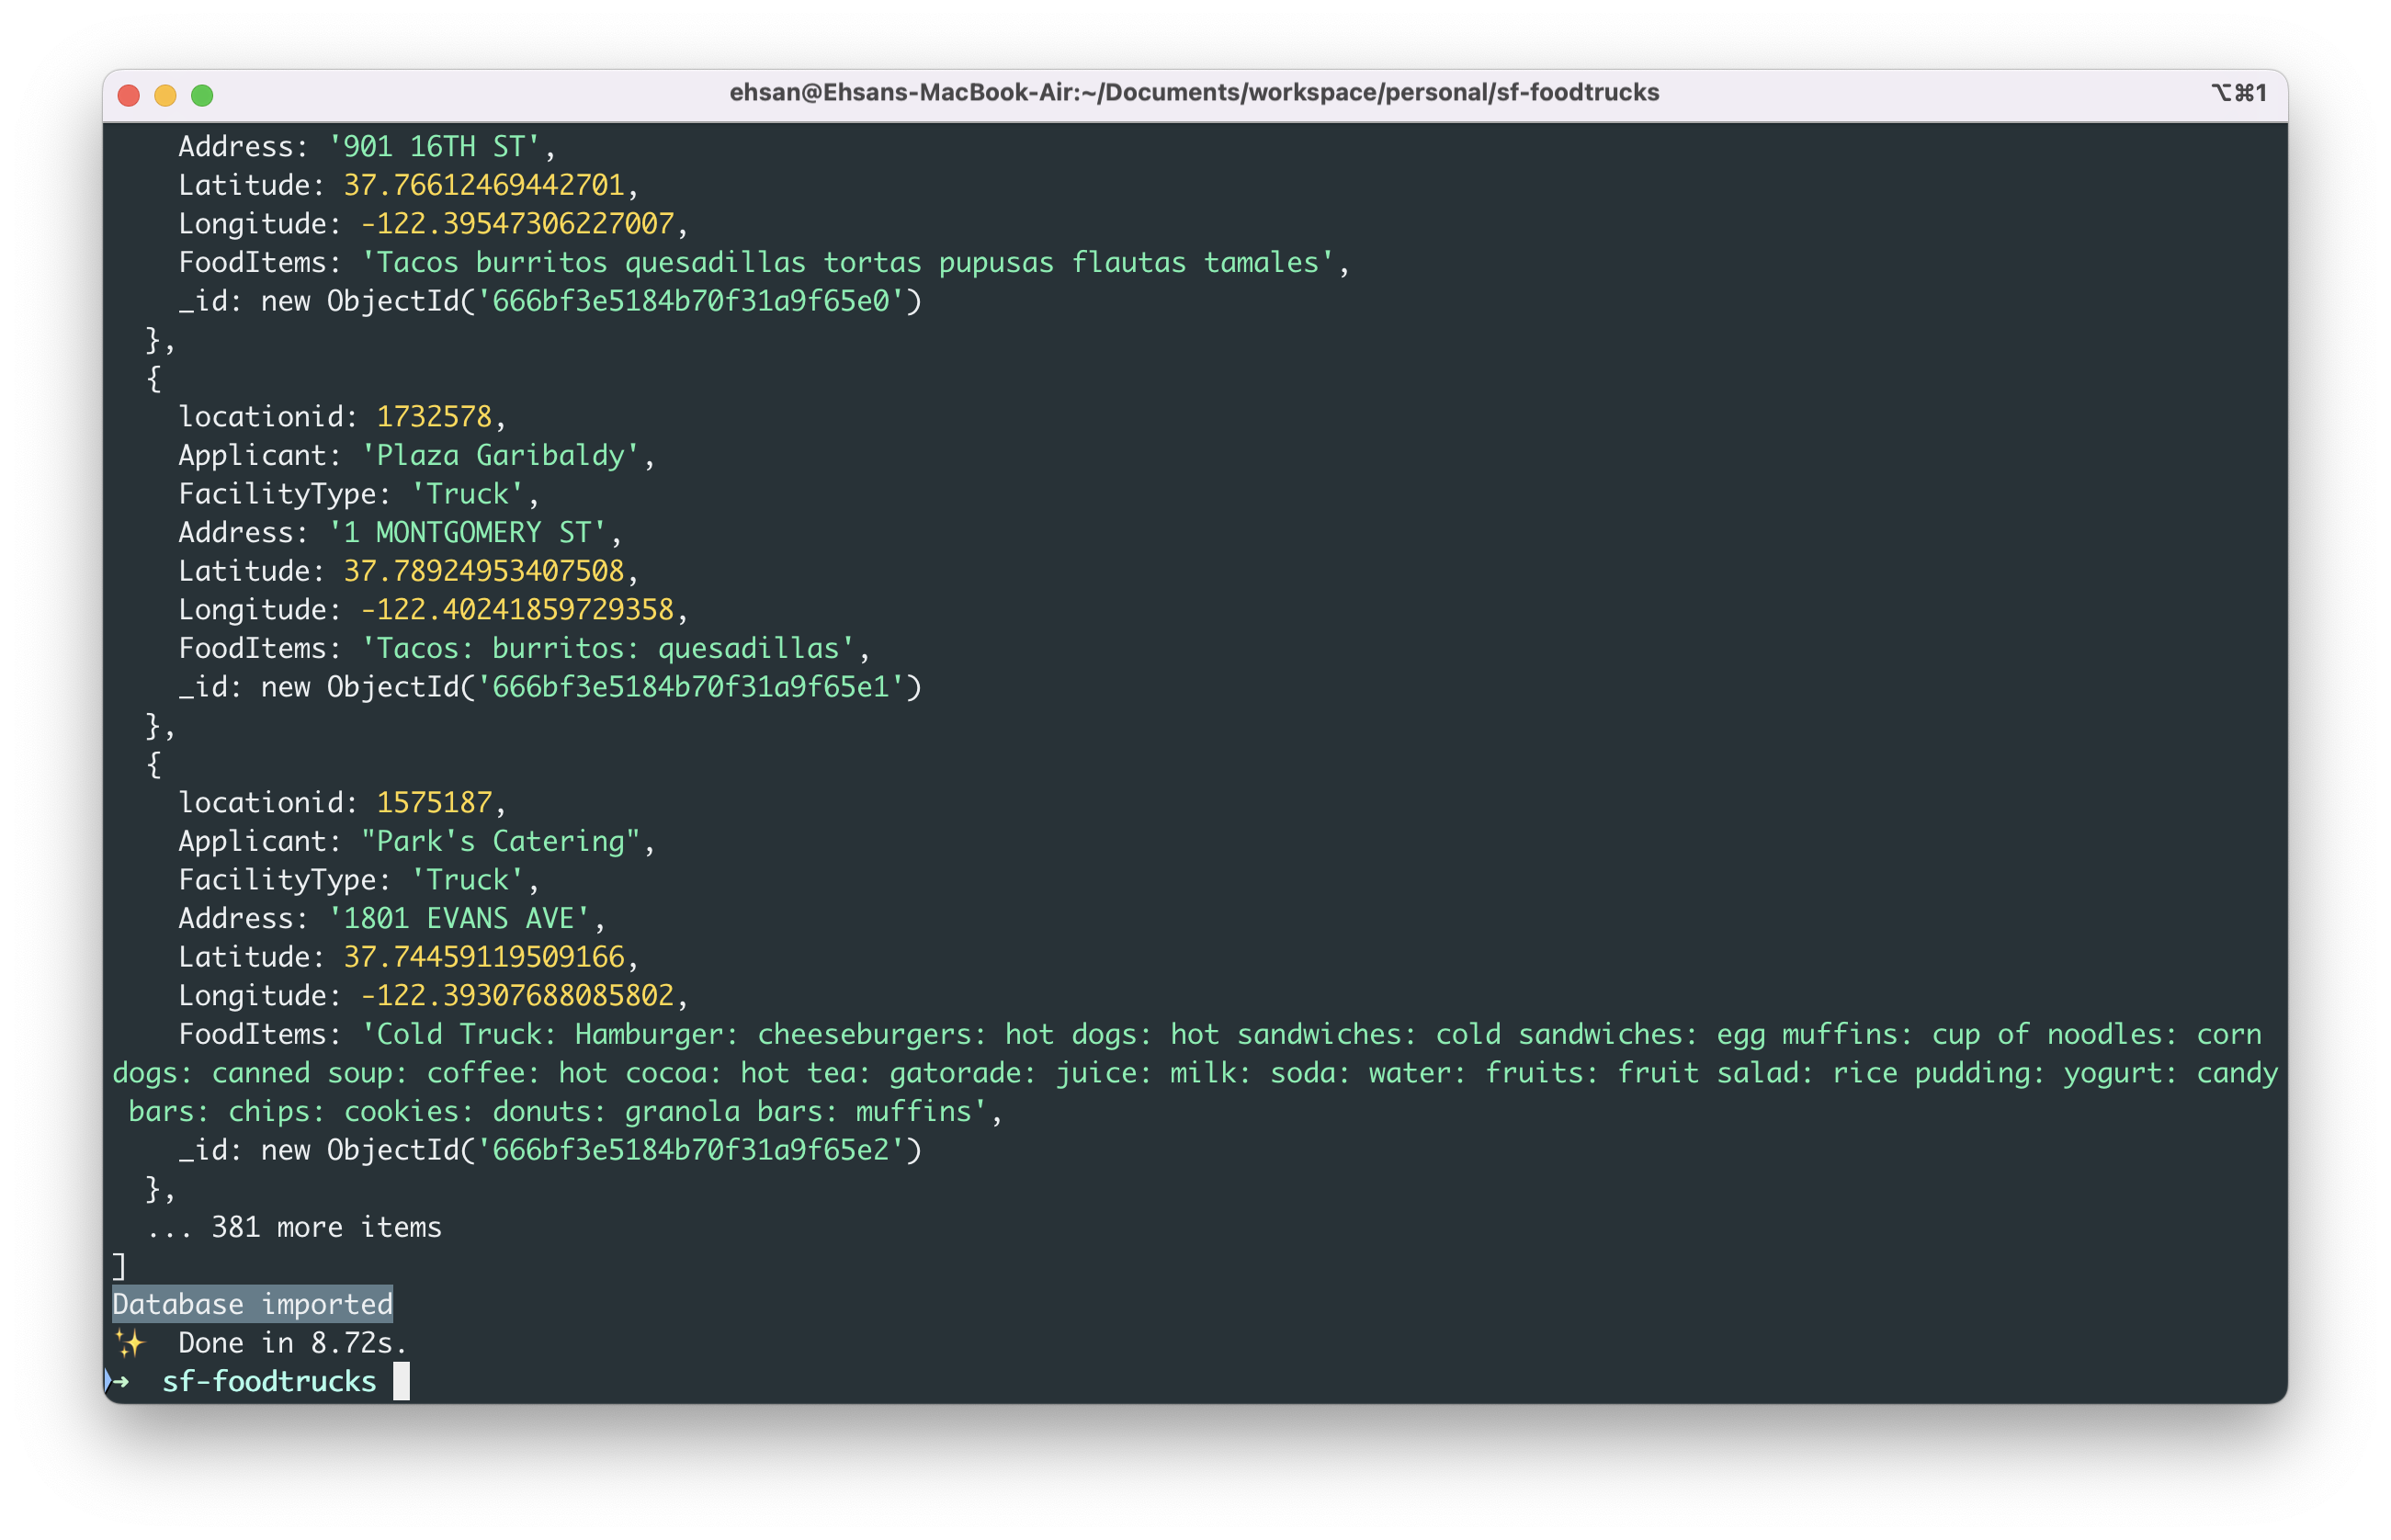 ehsan@Ehsans-MacBook-Air:~/Documents/workspace/personal/sf-foodtrucks
⌥⌘1
Address: '901 16TH ST',
Latitude: 37.76612469442701,
Longitude: -122.39547306227007,
FoodItems: 'Tacos burritos quesadillas tortas pupusas flautas tamales',
_id: new ObjectId('666bf3e5184b70f31a9f65e0')
},
{
locationid: 1732578,
Applicant: 'Plaza Garibaldy',
FacilityType: 'Truck',
Address: '1 MONTGOMERY ST',
Latitude: 37.78924953407508,
Longitude: -122.40241859729358,
FoodItems: 'Tacos: burritos: quesadillas',
_id: new ObjectId('666bf3e5184b70f31a9f65e1')
},
{
locationid: 1575187,
Applicant: "Park's Catering",
FacilityType: 'Truck',
Address: '1801 EVANS AVE',
Latitude: 37.74459119509166,
Longitude: -122.39307688085802,
FoodItems: 'Cold Truck: Hamburger: cheeseburgers: hot dogs: hot sandwiches: cold sandwiches: egg muffins: cup of noodles: corn
dogs: canned soup: coffee: hot cocoa: hot tea: gatorade: juice: milk: soda: water: fruits: fruit salad: rice pudding: yogurt: candy
bars: chips: cookies: donuts: granola bars: muffins',
_id: new ObjectId('666bf3e5184b70f31a9f65e2')
},
... 381 more items
]
Database imported
✨ Done in 8.72s.
➜ sf-foodtrucks